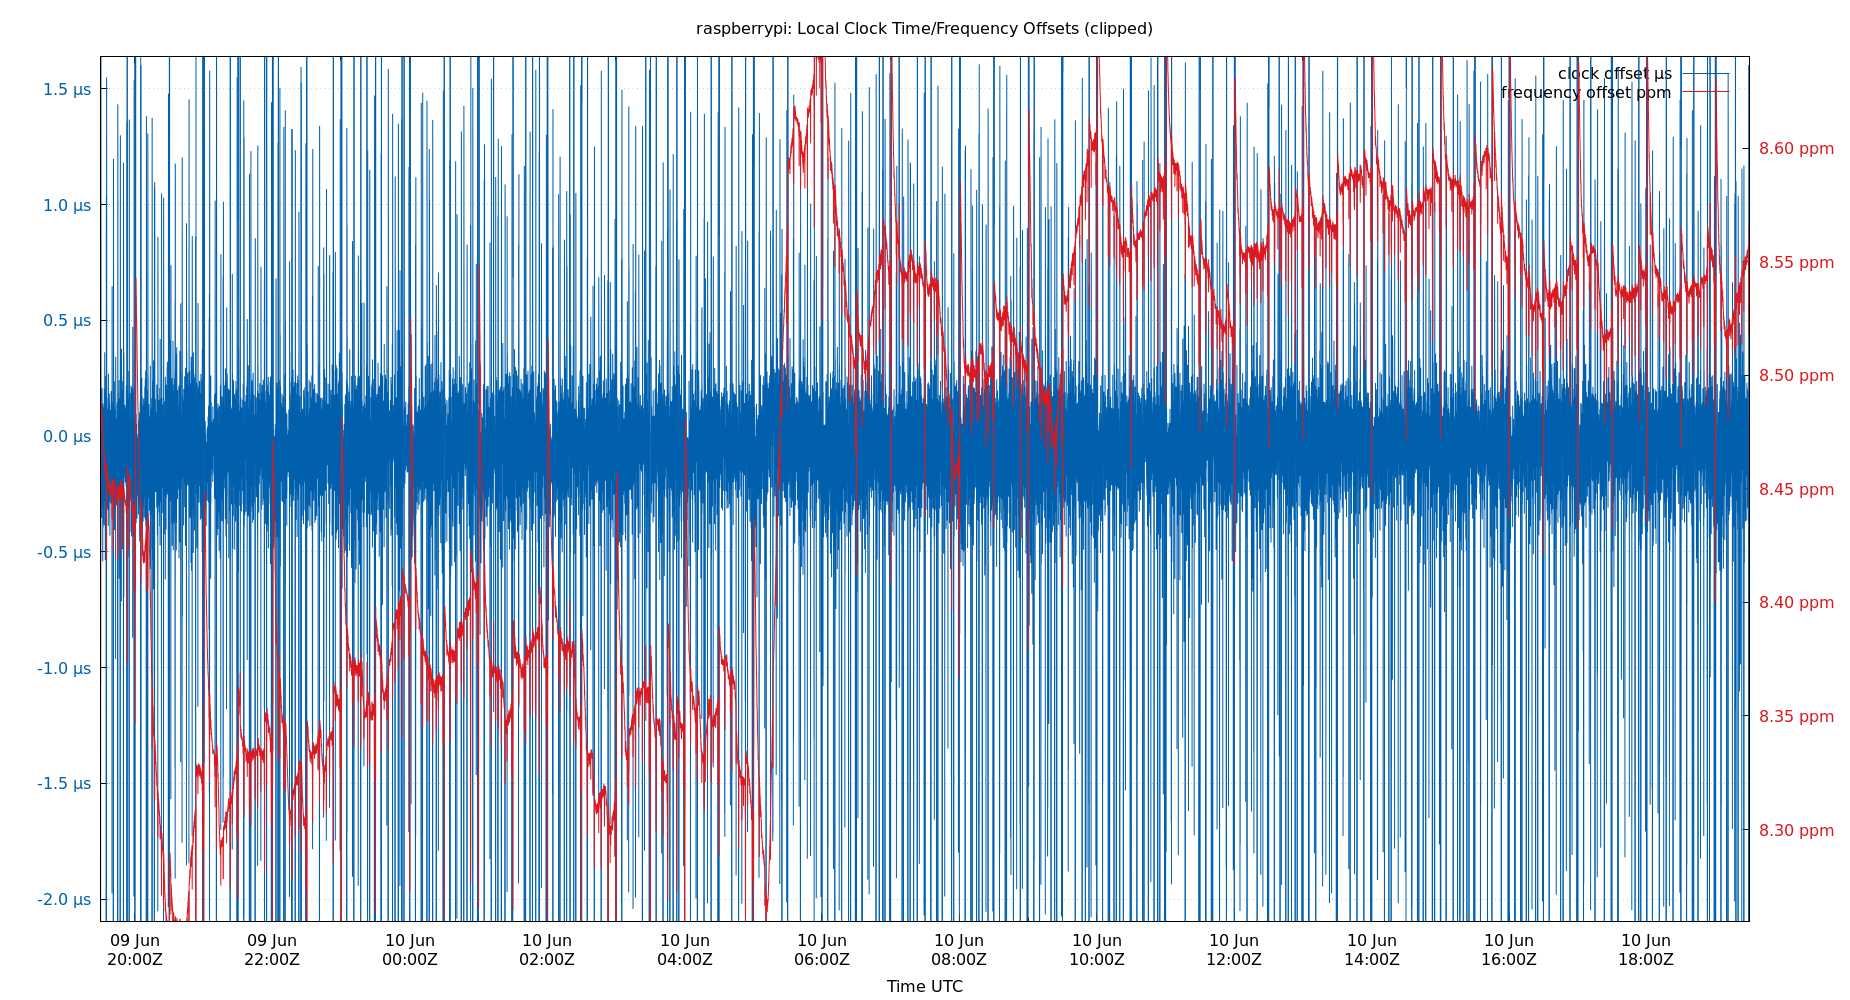 raspberrypi: Local Clock Time/Frequency Offsets (clipped)
clock offset µs
frequency offset ppm
1.5 µs
1.0 µs
0.5 µs
0.0 µs
-0.5 µs
-1.0 µs
-1.5 µs
-2.0 µs
8.60 ppm
8.55 ppm
8.50 ppm
8.45 ppm
8.40 ppm
8.35 ppm
8.30 ppm
09 Jun 09 Jun 10 Jun 10 Jun 10 Jun 10 Jun 10 Jun 10 Jun 10 Jun 10 Jun 10 Jun 10 Jun
20:00Z 22:00Z 00:00Z 02:00Z 04:00Z 06:00Z 08:00Z 10:00Z 12:00Z 14:00Z 16:00Z 18:00Z
Time UTC